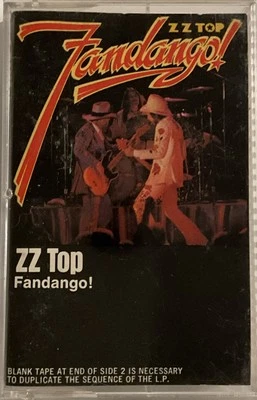 ZZ TOP
Fandango!
ZZ Top
Fandango!
BLANK TAPE AT END OF SIDE 2 IS NECESSARY
TO DUPLICATE THE SEQUENCE OF THE L.P.